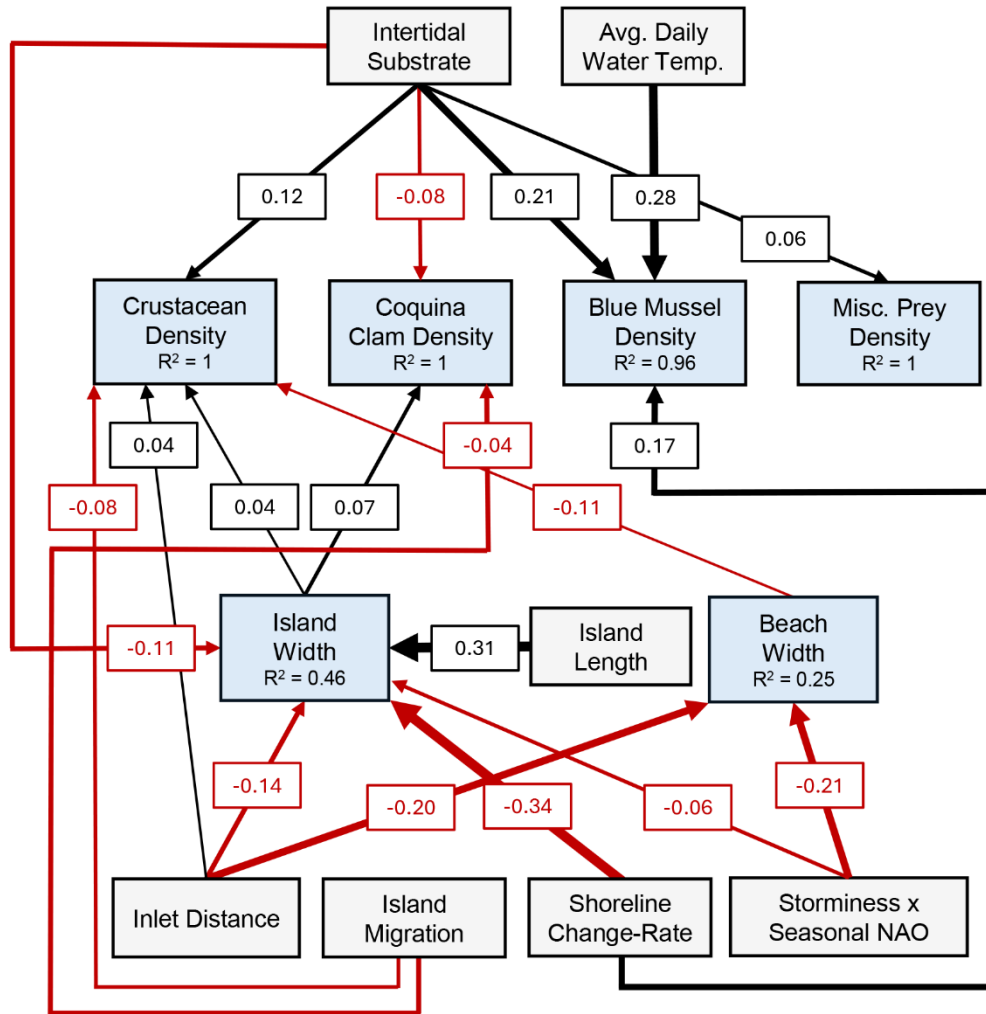 Intertidal
Substrate
Avg. Daily
Water Temp.
0.12
-0.08
0.21
0.28
0.06
Crustacean
Density
R² = 1
Coquina
Clam Density
R² = 1
Blue Mussel
Density
R² = 0.96
Misc. Prey
Density
R² = 1
0.04
-0.04
0.17
-0.08
0.04
0.07
-0.11
-0.11
Island
Width
R² = 0.46
0.31
Island
Length
Beach
Width
R² = 0.25
-0.14
-0.20
-0.34
-0.06
-0.21
Inlet Distance
Island
Migration
Shoreline
Change-Rate
Storminess x
Seasonal NAO